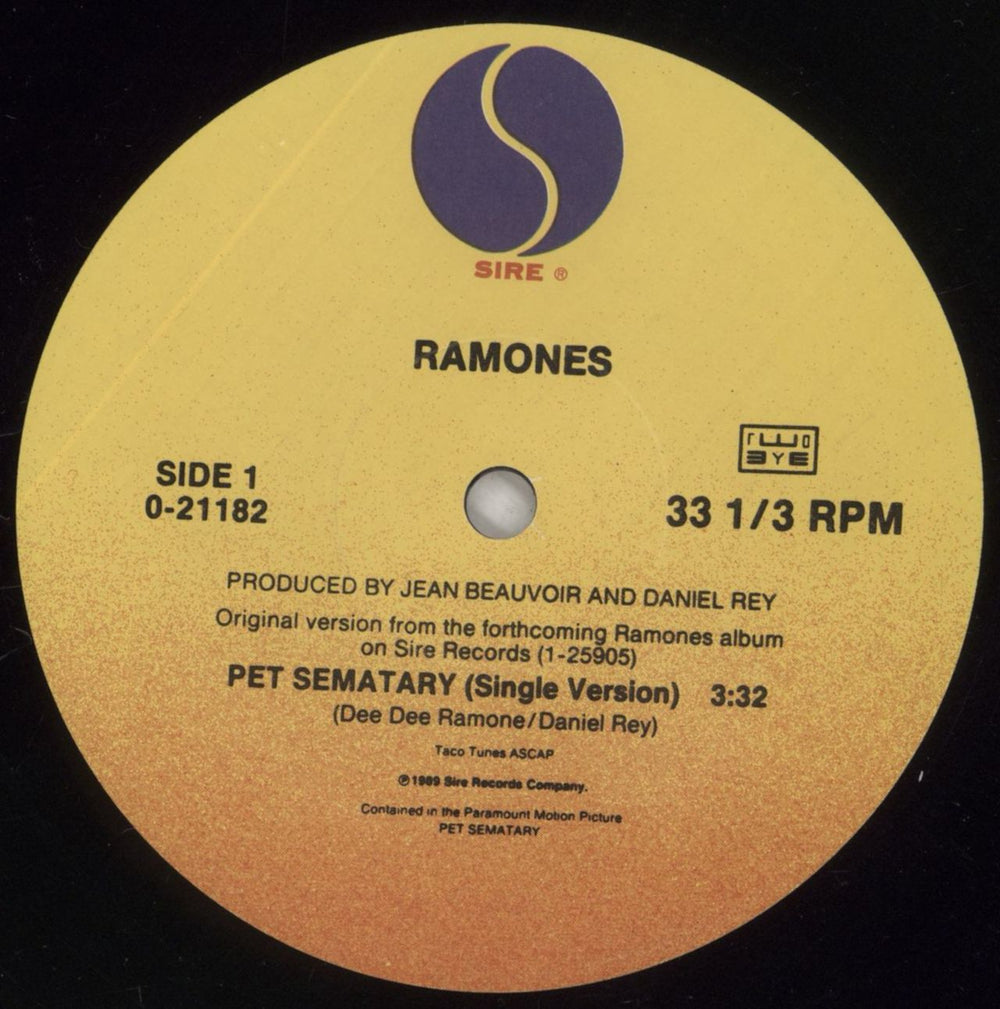 SIRE ®
RAMONES
SIDE 1
0-21182
33 1/3 RPM
PRODUCED BY JEAN BEAUVOIR AND DANIEL REY
Original version from the forthcoming Ramones album
on Sire Records (1-25905)
PET SEMATARY (Single Version) 3:32
(Dee Dee Ramone/Daniel Rey)
Taco Tunes ASCAP
℗ 1989 Sire Records Company.
Contained in the Paramount Motion Picture
PET SEMATARY